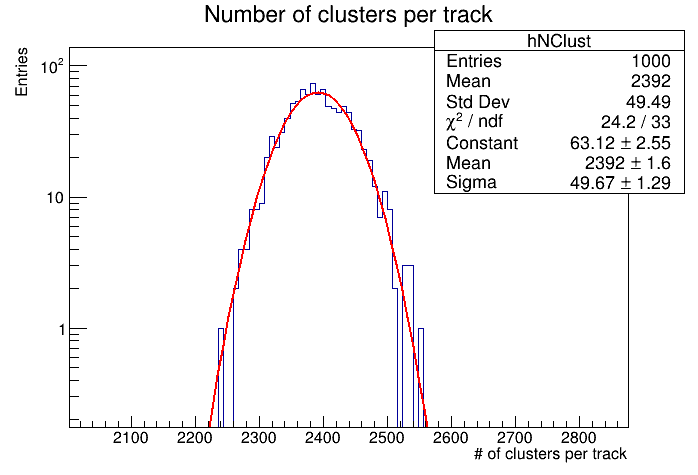 Number of clusters per track
hNClust
Entries 1000
Mean 2392
Std Dev 49.49
χ² / ndf 24.2 / 33
Constant 63.12 ± 2.55
Mean 2392 ± 1.6
Sigma 49.67 ± 1.29
Entries
10²
10
1
2100 2200 2300 2400 2500 2600 2700 2800
# of clusters per track